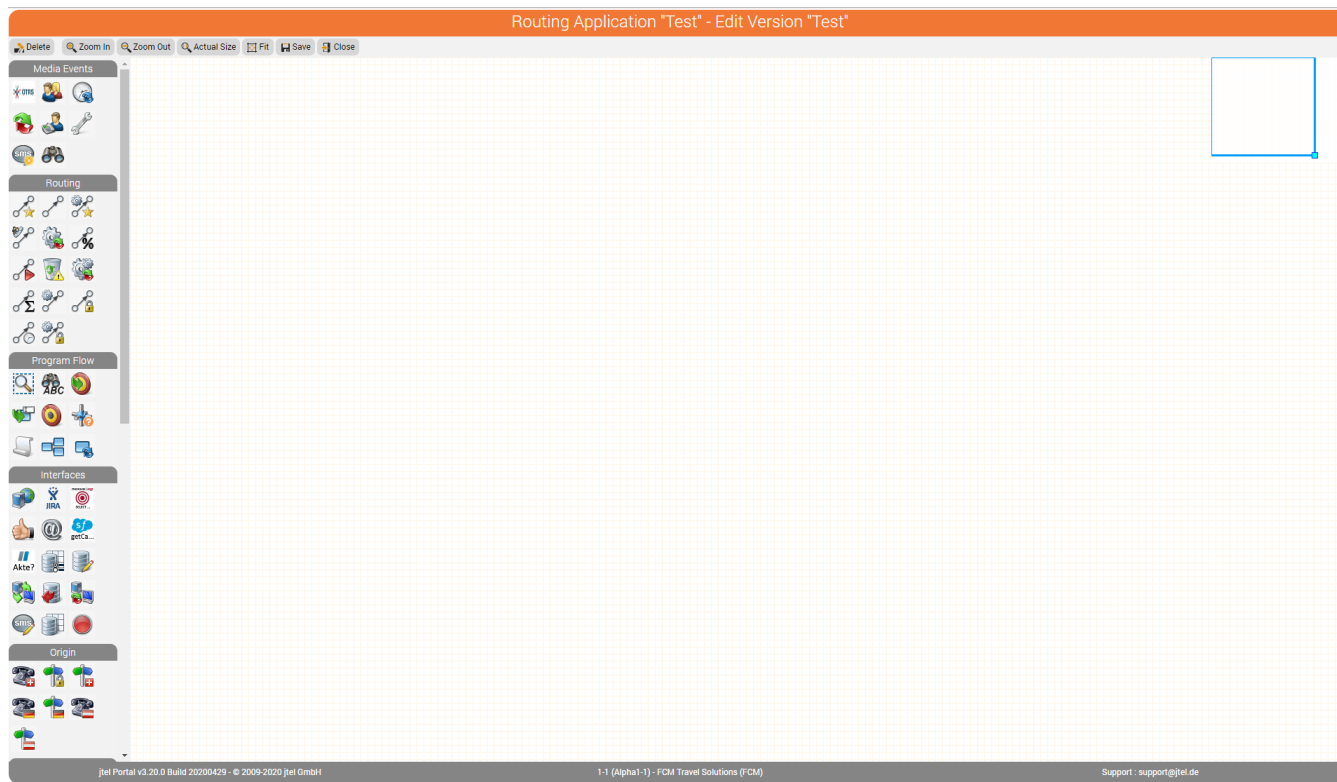 Routing Application "Test" - Edit Version "Test"
Delete Zoom In Zoom Out Actual Size Fit Save Close
Media Events
OTRS
sms
Routing
%
Σ
Program Flow
ABC
Interfaces
JIRA
SELECT ...
@ sf
getCa...
Akte?
sms
Origin
jtel Portal v3.20.0 Build 20200429 - © 2009-2020 jtel GmbH 1-1 (Alpha1-1) - FCM Travel Solutions (FCM) Support : support@jtel.de